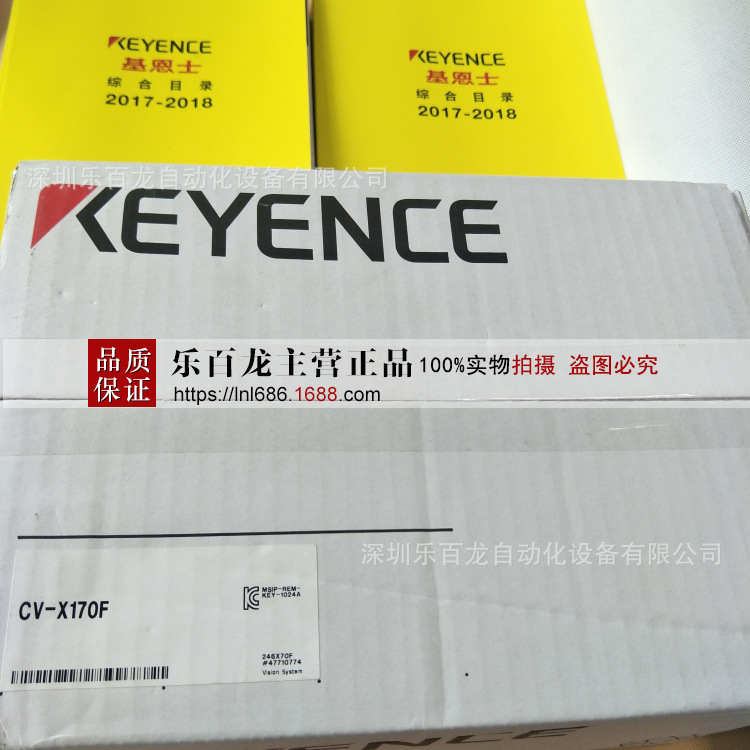 KEYENCE
基恩士
综合目录
2017-2018
KEYENCE
基恩士
综合目录
2017-2018
深圳乐百龙自动化设备有限公司
KEYENCE
品质
保证
乐百龙主营正品 100%实物拍摄 盗图必究
https://lnl686.1688.com
深圳乐百龙自动化设备有限公司
CV-X170F
MSIP-REM-
KEY-1024A
246X70F
#47710774
Vision System
KEYENCE